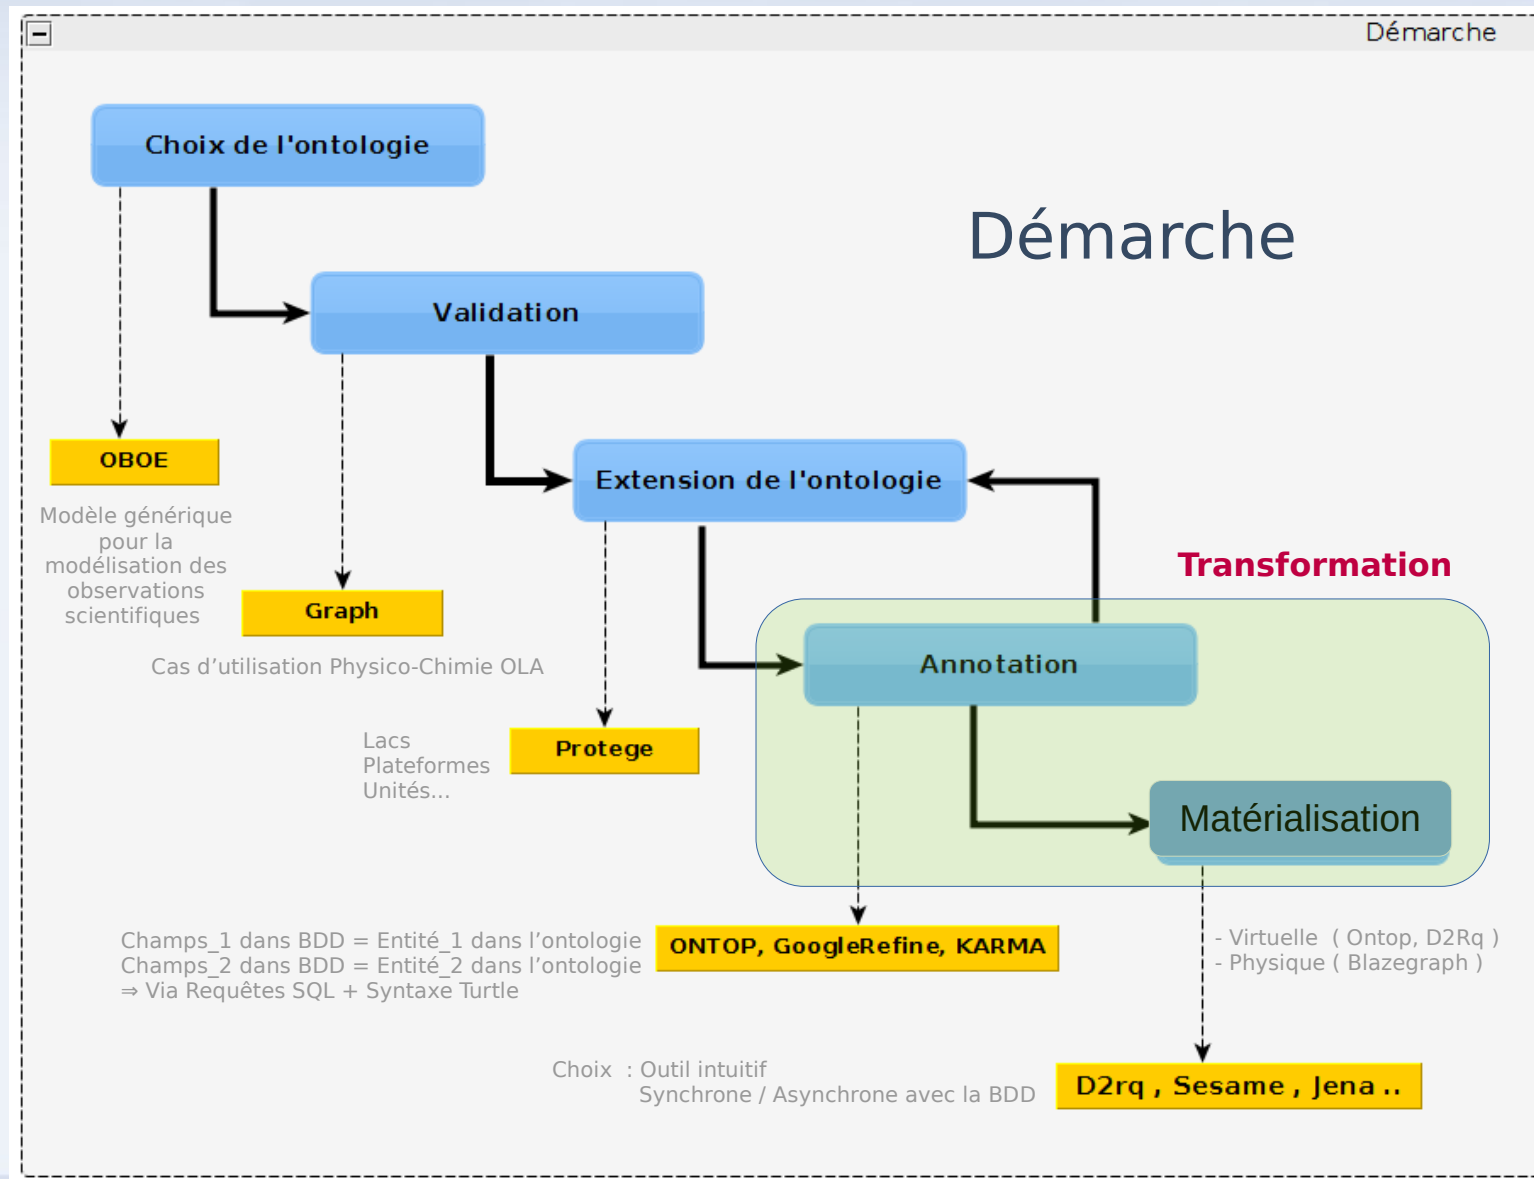 Démarche
Choix de l'ontologie
Démarche
Validation
Extension de l'ontologie
OBOE
Modèle générique
pour la
modélisation des
observations
scientifiques
Transformation
Graph
Cas d’utilisation Physico-Chimie OLA
Annotation
Lacs
Plateformes
Unités...
Protege
Matérialisation
Champs_1 dans BDD = Entité_1 dans l’ontologie
Champs_2 dans BDD = Entité_2 dans l’ontologie
⇒ Via Requêtes SQL + Syntaxe Turtle
ONTOP, GoogleRefine, KARMA
- Virtuelle ( Ontop, D2Rq )
- Physique ( Blazegraph )
Choix : Outil intuitif
Synchrone / Asynchrone avec la BDD
D2rq , Sesame , Jena ..